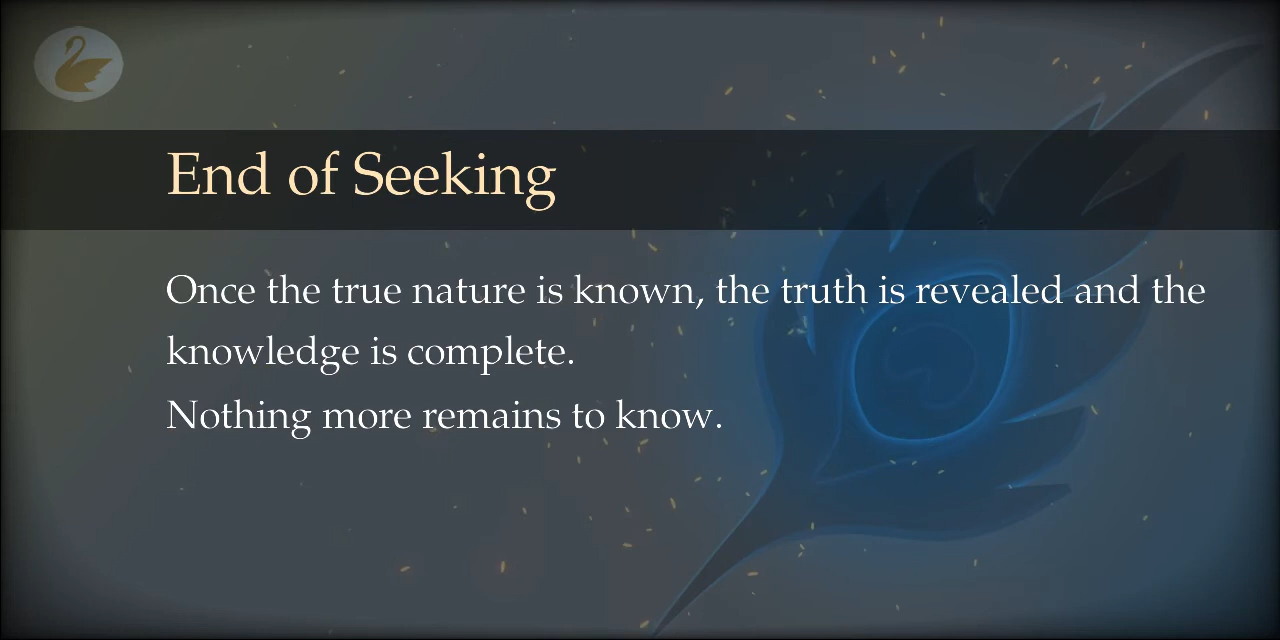 End of Seeking
Once the true nature is known, the truth is revealed and the
knowledge is complete.
Nothing more remains to know.